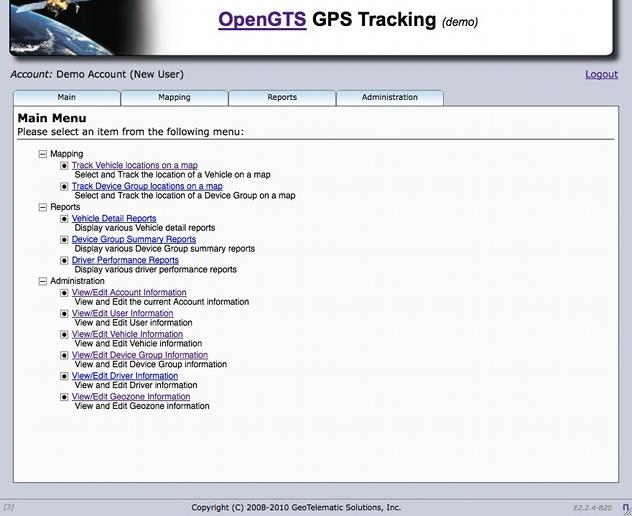 OpenGTS GPS Tracking (demo)
Account: Demo Account (New User)
Logout
Main
Mapping
Reports
Administration
Main Menu
Please select an item from the following menu:
Mapping
Track Vehicle locations on a map
Select and Track the location of a Vehicle on a map
Track Device Group locations on a map
Select and Track the location of a Device Group on a map
Reports
Vehicle Detail Reports
Display various Vehicle detail reports
Device Group Summary Reports
Display various Device Group summary reports
Driver Performance Reports
Display various driver performance reports
Administration
View/Edit Account Information
View and Edit the current Account information
View/Edit User Information
View and Edit User information
View/Edit Vehicle Information
View and Edit Vehicle information
View/Edit Device Group Information
View and Edit Device Group information
View/Edit Driver Information
View and Edit Driver information
View/Edit Geozone Information
View and Edit Geozone information
[3]
Copyright (C) 2008-2010 GeoTelematic Solutions, Inc.
E2.2.4-B20
Π